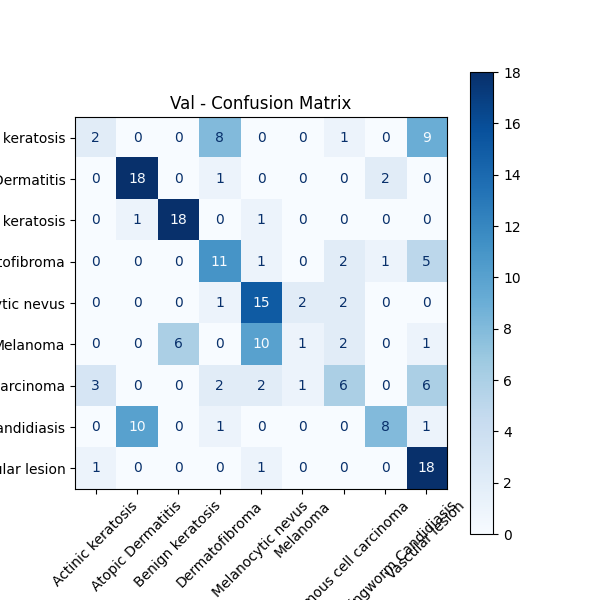 Val - Confusion Matrix
keratosis 2 0 0 8 0 0 1 0 9
Dermatitis 0 18 0 1 0 0 0 2 0
keratosis 0 1 18 0 1 0 0 0 0
tofibroma 0 0 0 11 1 0 2 1 5
ytic nevus 0 0 0 1 15 2 2 0 0
Melanoma 0 0 6 0 10 1 2 0 1
arcinoma 3 0 0 2 2 1 6 0 6
andidiasis 0 10 0 1 0 0 0 8 1
ular lesion 1 0 0 0 1 0 0 0 18
Actinic keratosis
Atopic Dermatitis
Benign keratosis
Dermatofibroma
Melanocytic nevus
Melanoma
mous cell carcinoma
ngworm Candidiasis
Vascular lesion
18
16
14
12
10
8
6
4
2
0